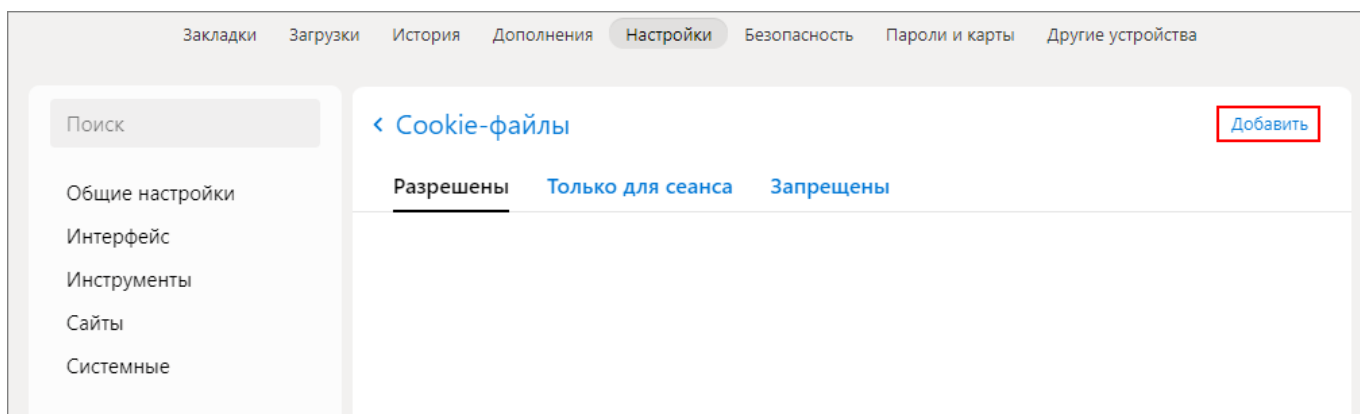 Закладки Загрузки История Дополнения Настройки Безопасность Пароли и карты Другие устройства
Поиск
Общие настройки
Интерфейс
Инструменты
Сайты
Системные
Cookie-файлы
Добавить
Разрешены Только для сеанса Запрещены